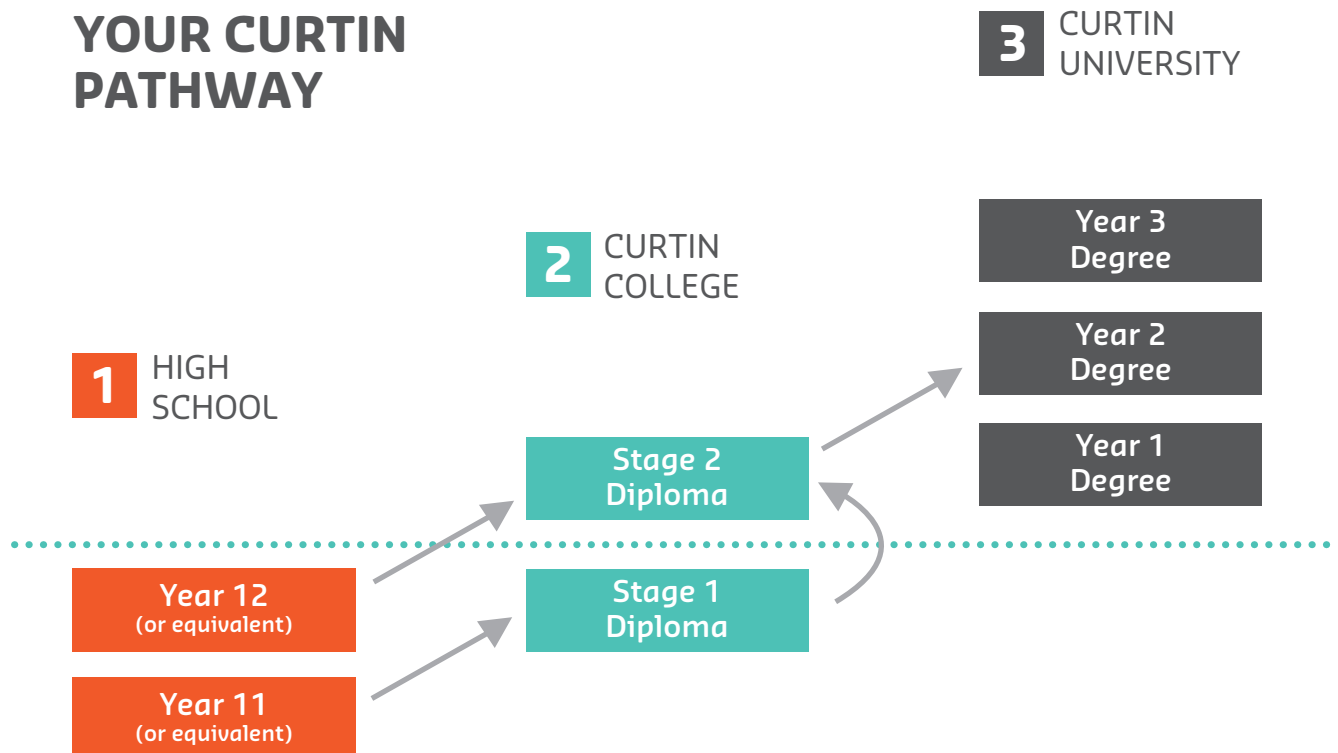 YOUR CURTIN
PATHWAY
1
HIGH
SCHOOL
Year 12
(or equivalent)
Year 11
(or equivalent)
2
CURTIN
COLLEGE
Stage 2
Diploma
Stage 1
Diploma
3
CURTIN
UNIVERSITY
Year 3
Degree
Year 2
Degree
Year 1
Degree